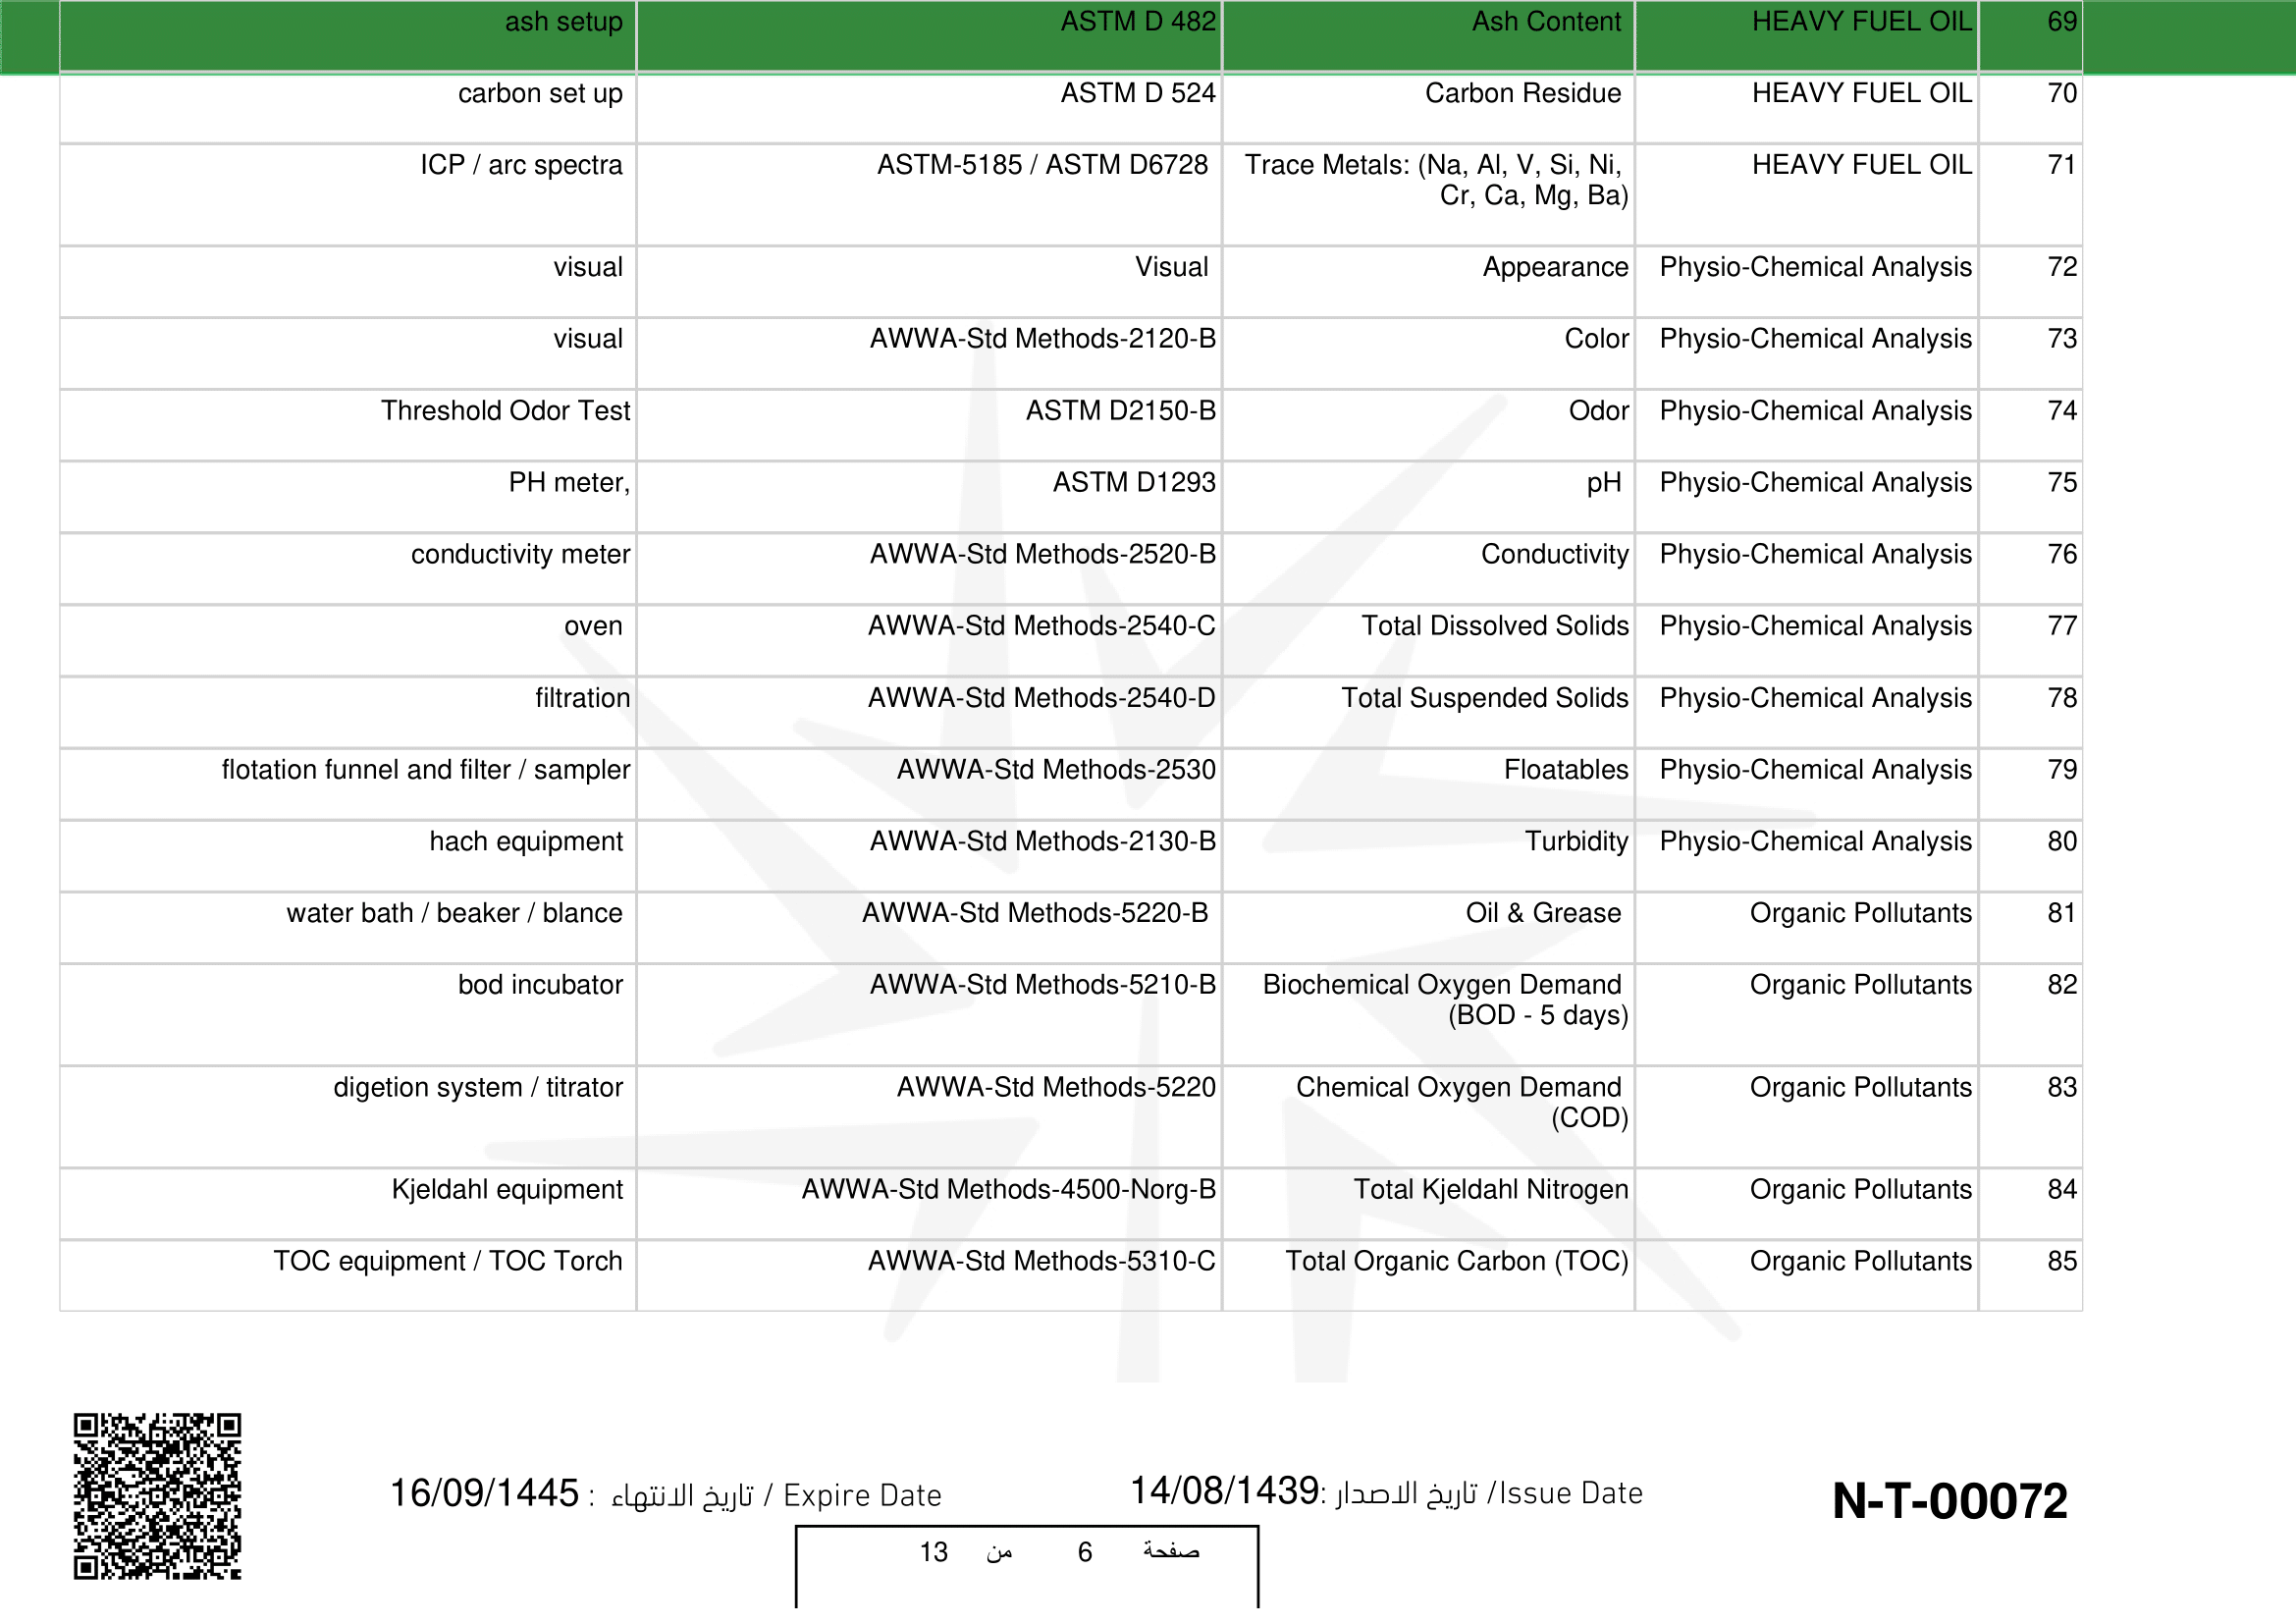 69 HEAVY FUEL OIL Ash Content ASTM D 482 ash setup
70 HEAVY FUEL OIL Carbon Residue ASTM D 524 carbon set up
71 HEAVY FUEL OIL Trace Metals: (Na, Al, V, Si, Ni, ASTM-5185 / ASTM D6728 ICP / arc spectra
Cr, Ca, Mg, Ba)
72 Physio-Chemical Analysis Appearance Visual visual
73 Physio-Chemical Analysis Color AWWA-Std Methods-2120-B visual
74 Physio-Chemical Analysis Odor ASTM D2150-B Threshold Odor Test
75 Physio-Chemical Analysis pH ASTM D1293 PH meter,
76 Physio-Chemical Analysis Conductivity AWWA-Std Methods-2520-B conductivity meter
77 Physio-Chemical Analysis Total Dissolved Solids AWWA-Std Methods-2540-C oven
78 Physio-Chemical Analysis Total Suspended Solids AWWA-Std Methods-2540-D filtration
79 Physio-Chemical Analysis Floatables AWWA-Std Methods-2530 flotation funnel and filter / sampler
80 Physio-Chemical Analysis Turbidity AWWA-Std Methods-2130-B hach equipment
81 Organic Pollutants Oil & Grease AWWA-Std Methods-5220-B water bath / beaker / blance
82 Organic Pollutants Biochemical Oxygen Demand AWWA-Std Methods-5210-B bod incubator
(BOD - 5 days)
83 Organic Pollutants Chemical Oxygen Demand AWWA-Std Methods-5220 digetion system / titrator
(COD)
84 Organic Pollutants Total Kjeldahl Nitrogen AWWA-Std Methods-4500-Norg-B Kjeldahl equipment
85 Organic Pollutants Total Organic Carbon (TOC) AWWA-Std Methods-5310-C TOC equipment / TOC Torch
N-T-00072
Issue Date/ تاريخ الاصدار :14/08/1439
Expire Date / تاريخ الانتهاء : 16/09/1445
صفحة 6 من 13